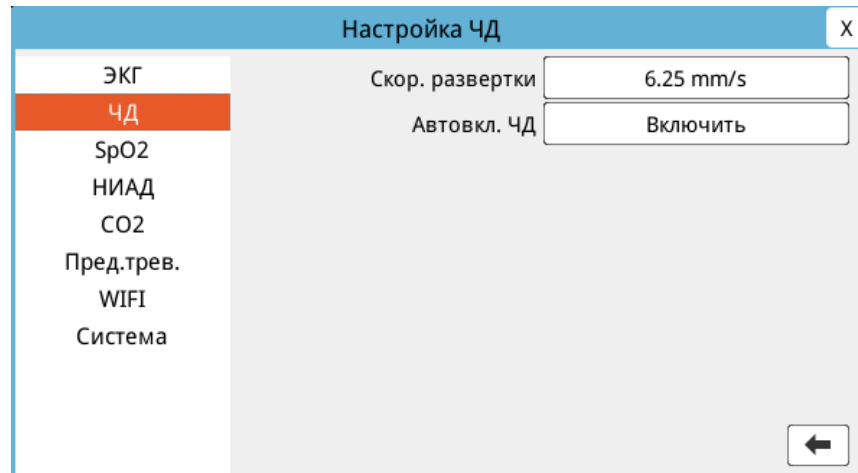 Настройка ЧД
X
ЭКГ
ЧД
SpO2
НИАД
CO2
Пред.трев.
WIFI
Система
Скор. развертки 6.25 mm/s
Автовкл. ЧД Включить